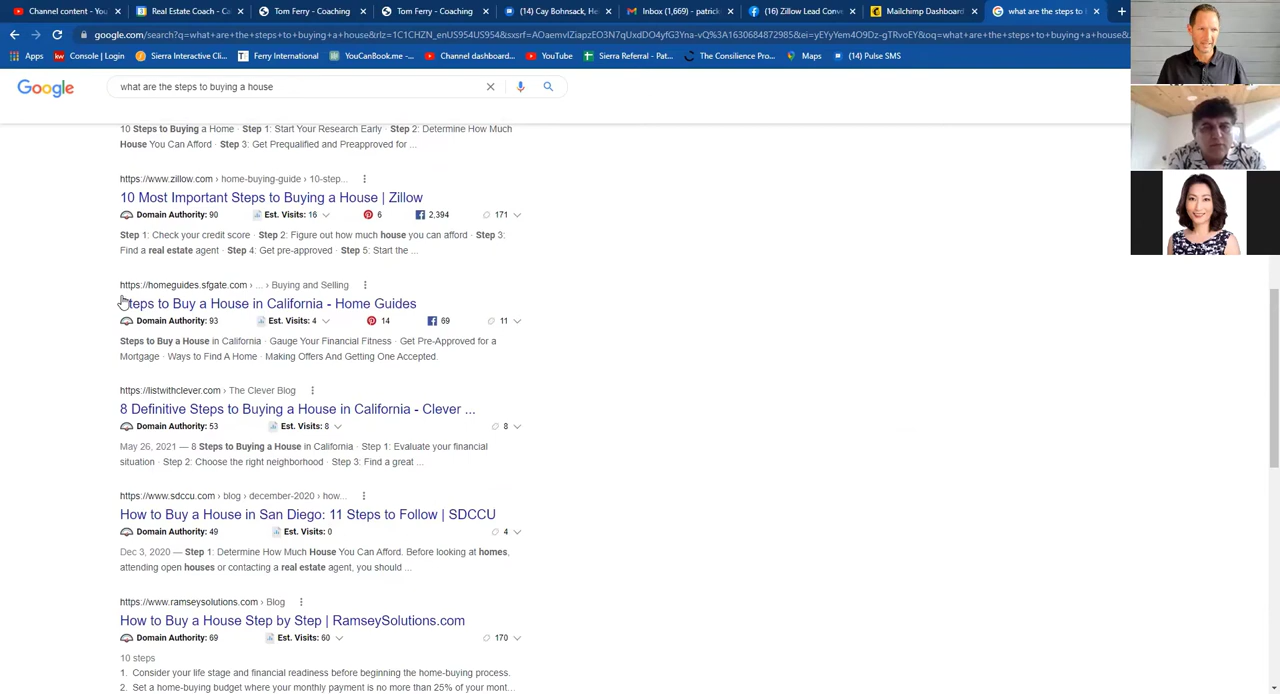 Channel content - Yo
Real Estate Coach - Ca
Tom Ferry - Coaching
Tom Ferry - Coaching
(14) Cay Bohnsack, He
Inbox (1,669) - patrick
(16) Zillow Lead Conv
Mailchimp Dashboard
what are the steps to
google.com/search?q=what+are+the+steps+to+buying+a+house&rlz=1C1CHZN_enUS954US954&sxsrf=
Apps
Console | Login
Sierra Interactive Cli...
Ferry International
YouCanBook.me -...
Channel dashboard...
YouTube
Sierra Referral - Pat...
The Consilience Pro...
Maps
(14) Pulse SMS
Google
what are the steps to buying a house
10 Steps to Buying a Home · Step 1: Start Your Research Early · Step 2: Determine How Much
House You Can Afford · Step 3: Get Prequalified and Preapproved for ...
https://www.zillow.com › home-buying-guide › 10-step...
10 Most Important Steps to Buying a House | Zillow
Domain Authority: 90 Est. Visits: 16 6 2,394 171
Step 1: Check your credit score · Step 2: Figure out how much house you can afford · Step 3:
Find a real estate agent · Step 4: Get pre-approved · Step 5: Start the ...
https://homeguides.sfgate.com › ... › Buying and Selling
Steps to Buy a House in California - Home Guides
Domain Authority: 93 Est. Visits: 4 14 69 11
Steps to Buy a House in California · Gauge Your Financial Fitness · Get Pre-Approved for a
Mortgage · Ways to Find A Home · Making Offers And Getting One Accepted.
https://listwithclever.com › The Clever Blog
8 Definitive Steps to Buying a House in California - Clever ...
Domain Authority: 53 Est. Visits: 8 8
May 26, 2021 — 8 Steps to Buying a House in California · Step 1: Evaluate your financial
situation · Step 2: Choose the right neighborhood · Step 3: Find a great ...
https://www.sdccu.com › blog › december-2020 › how...
How to Buy a House in San Diego: 11 Steps to Follow | SDCCU
Domain Authority: 49 Est. Visits: 0 4
Dec 3, 2020 — Step 1: Determine How Much House You Can Afford. Before looking at homes,
attending open houses or contacting a real estate agent, you should ...
https://www.ramseysolutions.com › Blog
How to Buy a House Step by Step | RamseySolutions.com
Domain Authority: 69 Est. Visits: 60 170
10 steps
1. Consider your life stage and financial readiness before beginning the home-buying process.
2. Set a home-buying budget where your monthly payment is no more than 25% of your mont...